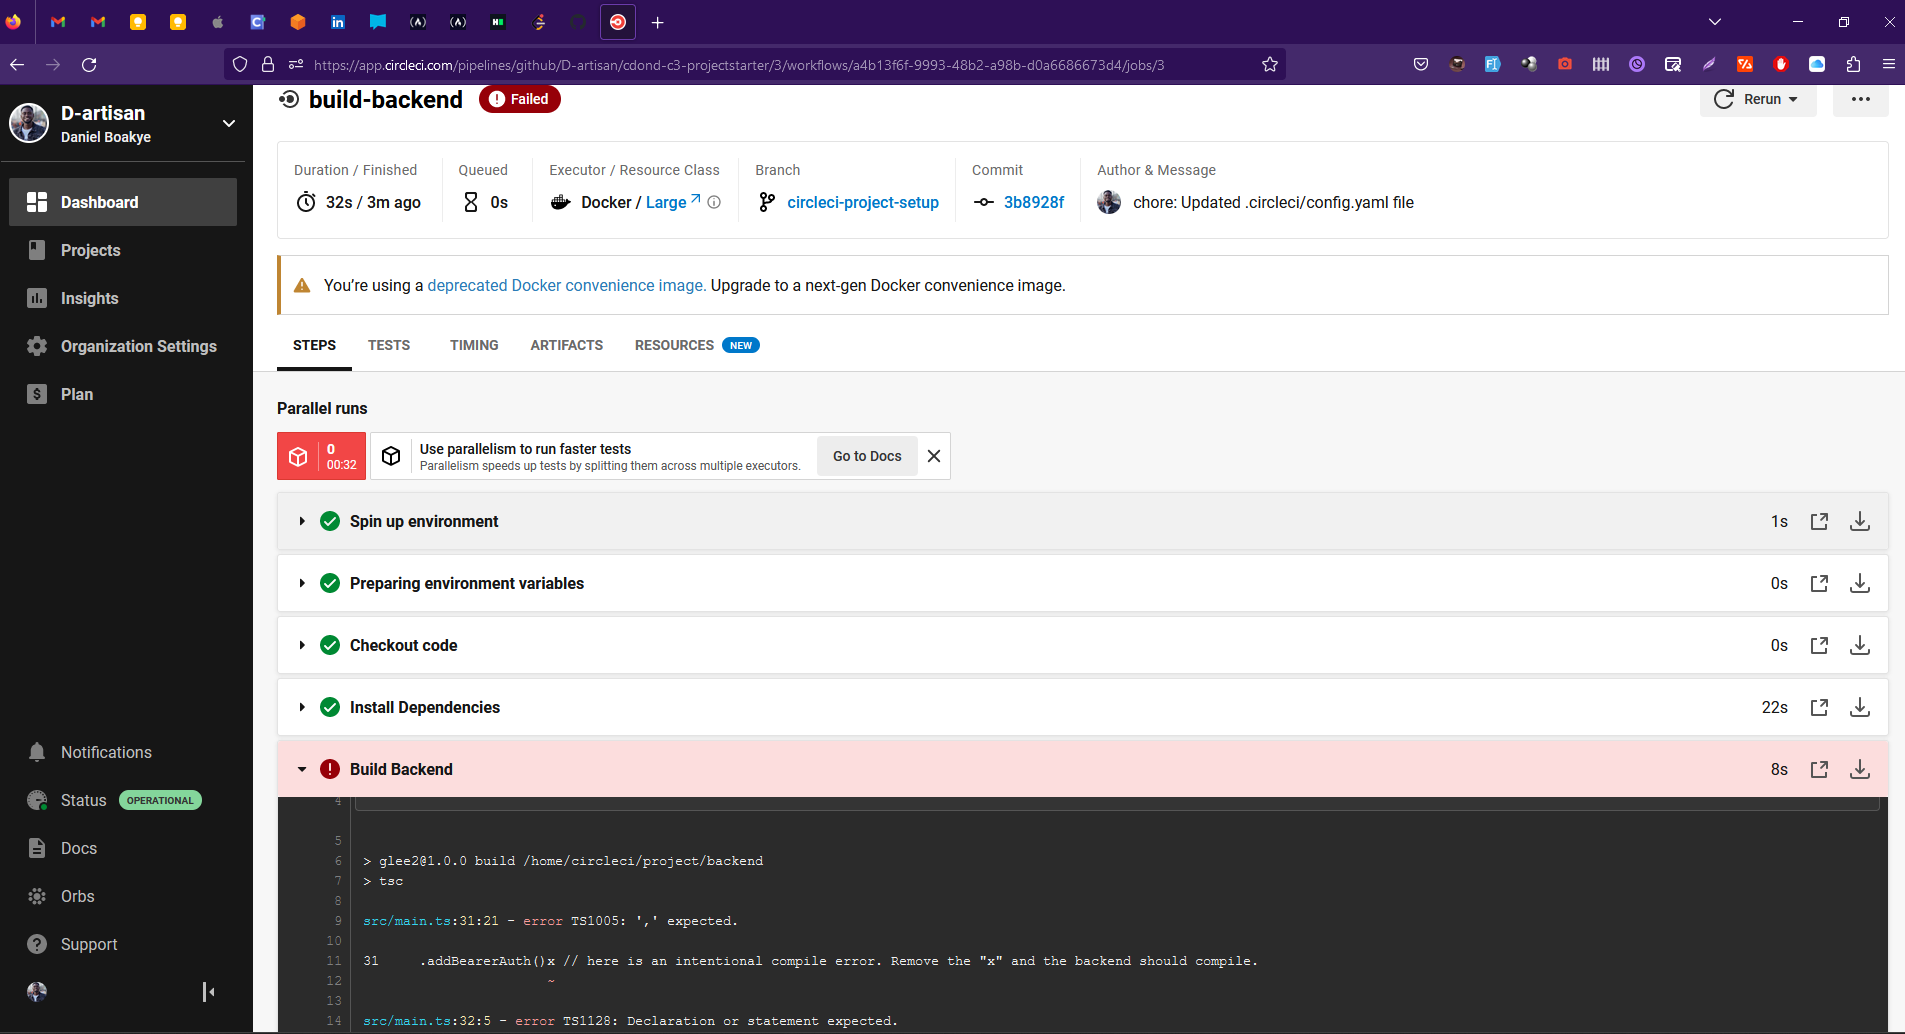 https://app.circleci.com/pipelines/github/D-artisan/cdond-c3-projectstarter/3/workflows/a4b13f6f-9993-48b2-a98b-d0a6686673d4/jobs/3
D-artisan
Daniel Boakye
Dashboard
Projects
Insights
Organization Settings
Plan
Notifications
Status OPERATIONAL
Docs
Orbs
Support
build-backend Failed
Rerun
Duration / Finished
32s / 3m ago
Queued
0s
Executor / Resource Class
Docker / Large
Branch
circleci-project-setup
Commit
3b8928f
Author & Message
chore: Updated .circleci/config.yaml file
You're using a deprecated Docker convenience image. Upgrade to a next-gen Docker convenience image.
STEPS TESTS TIMING ARTIFACTS RESOURCES NEW
Parallel runs
0
00:32
Use parallelism to run faster tests
Parallelism speeds up tests by splitting them across multiple executors.
Go to Docs
Spin up environment 1s
Preparing environment variables 0s
Checkout code 0s
Install Dependencies 22s
Build Backend 8s
4
5
6 > glee2@1.0.0 build /home/circleci/project/backend
7 > tsc
8
9 src/main.ts:31:21 - error TS1005: ',' expected.
10
11 31     .addBearerAuth()x // here is an intentional compile error. Remove the "x" and the backend should compile.
12 ~
13
14 src/main.ts:32:5 - error TS1128: Declaration or statement expected.